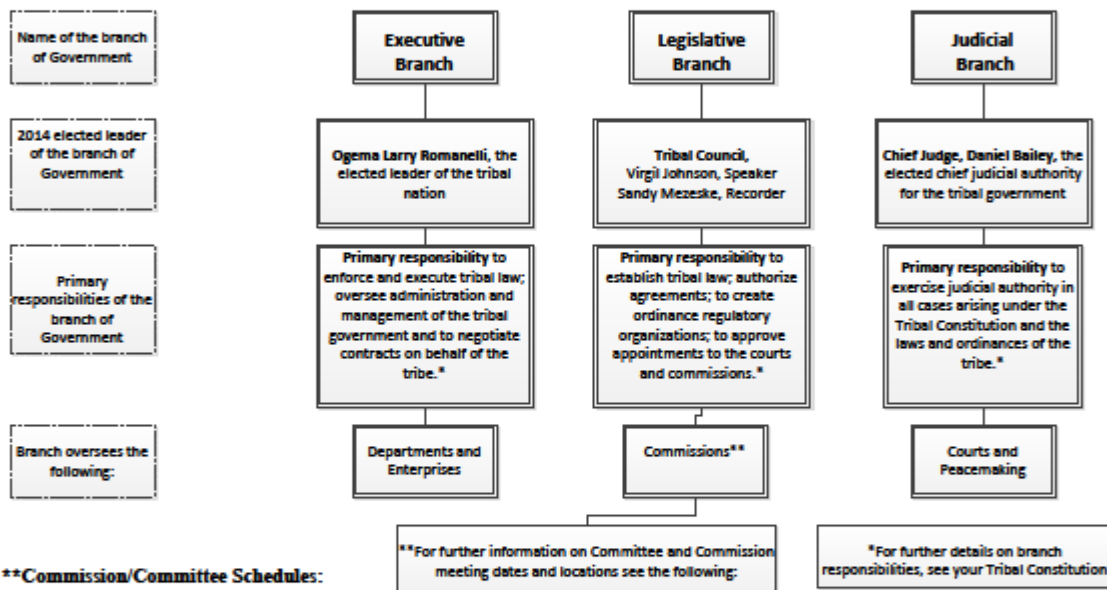 Name of the branch
of Government
Executive
Branch
Legislative
Branch
Judicial
Branch
2014 elected leader
of the branch of
Government
Ogema Larry Romanelli, the
elected leader of the tribal
nation
Tribal Council,
Virgil Johnson, Speaker
Sandy Mezeske, Recorder
Chief Judge, Daniel Bailey, the
elected chief judicial authority
for the tribal government
Primary
responsibilities of the
branch of
Government
Primary responsibility to
enforce and execute tribal law;
oversee administration and
management of the tribal
government and to negotiate
contracts on behalf of the
tribe.*
Primary responsibility to
establish tribal law; authorize
agreements; to create
ordinance regulatory
organizations; to approve
appointments to the courts
and commissions.*
Primary responsibility to
exercise judicial authority in
all cases arising under the
Tribal Constitution and the
laws and ordinances of the
tribe.*
Branch oversees the
following:
Departments and
Enterprises
Commissions**
Courts and
Peacemaking
**For further information on Committee and Commission
meeting dates and locations see the following:
*For further details on branch
responsibilities, see your Tribal Constitution
**Commission/Committee Schedules: